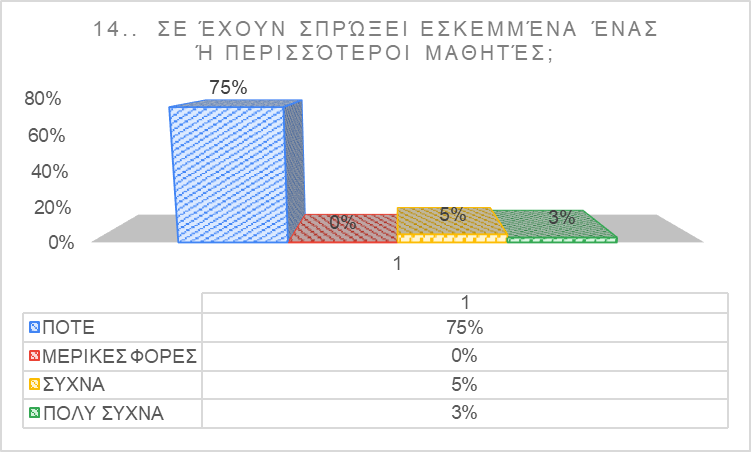 14.. ΣΕ ΈΧΟΥΝ ΣΠΡΏΞΕΙ ΕΣΚΕΜΜΈΝΑ ΈΝΑΣ
Ή ΠΕΡΙΣΣΌΤΕΡΟΙ ΜΑΘΗΤΈΣ;
75%
80%
60%
40%
20%
0%
0%
5%
3%
1
1
ΠΟΤΕ 75%
ΜΕΡΙΚΕΣ ΦΟΡΕΣ 0%
ΣΥΧΝΑ 5%
ΠΟΛΥ ΣΥΧΝΑ 3%